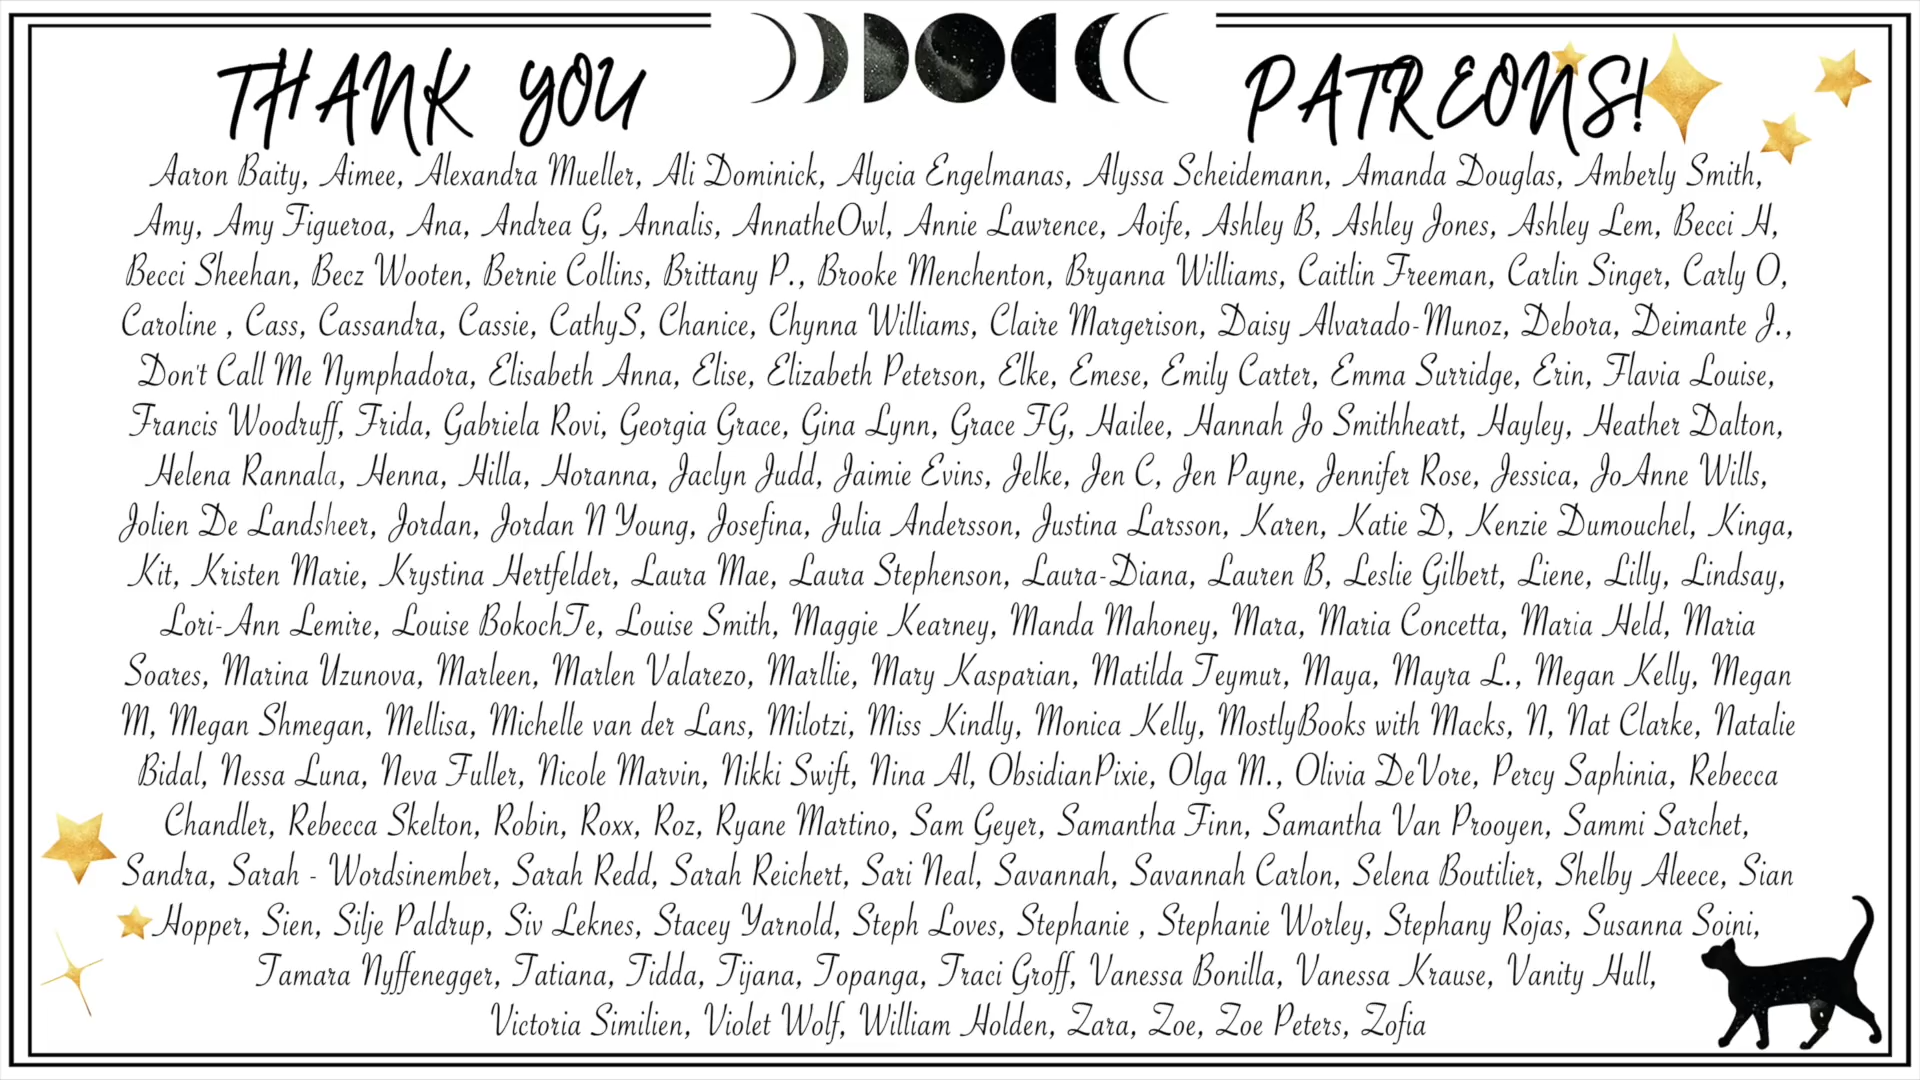 THANK YOU PATREONS!
Aaron Baity, Aimee, Alexandra Mueller, Ali Dominick, Alycia Engelmanas, Alyssa Scheidemann, Amanda Douglas, Amberly Smith,
Amy, Amy Figueroa, Ana, Andrea G, Annalis, AnnatheOwl, Annie Lawrence, Aoife, Ashley B, Ashley Jones, Ashley Lem, Becci H,
Becci Sheehan, Becz Wooten, Bernie Collins, Brittany P., Brooke Menchenton, Bryanna Williams, Caitlin Freeman, Carlin Singer, Carly O,
Caroline , Cass, Cassandra, Cassie, CathyS, Chanice, Chynna Williams, Claire Margerison, Daisy Alvarado-Munoz, Debora, Deimante J.,
Don't Call Me Nymphadora, Elisabeth Anna, Elise, Elizabeth Peterson, Elke, Emese, Emily Carter, Emma Surridge, Erin, Flavia Louise,
Francis Woodruff, Frida, Gabriela Rovi, Georgia Grace, Gina Lynn, Grace FG, Hailee, Hannah Jo Smithheart, Hayley, Heather Dalton,
Helena Rannala, Henna, Hilla, Horanna, Jaclyn Judd, Jaimie Evins, Jelke, Jen C, Jen Payne, Jennifer Rose, Jessica, JoAnne Wills,
Jolien De Landsheer, Jordan, Jordan N Young, Josefina, Julia Andersson, Justina Larsson, Karen, Katie D, Kenzie Dumouchel, Kinga,
Kit, Kristen Marie, Krystina Hertfelder, Laura Mae, Laura Stephenson, Laura-Diana, Lauren B, Leslie Gilbert, Liene, Lilly, Lindsay,
Lori-Ann Lemire, Louise BokochTe, Louise Smith, Maggie Kearney, Manda Mahoney, Mara, Maria Concetta, Maria Held, Maria
Soares, Marina Uzunova, Marleen, Marlen Valarezo, Marllie, Mary Kasparian, Matilda Teymur, Maya, Mayra L., Megan Kelly, Megan
M, Megan Shmegan, Mellisa, Michelle van der Lans, Milotzi, Miss Kindly, Monica Kelly, MostlyBooks with Macks, N, Nat Clarke, Natalie
Bidal, Nessa Luna, Neva Fuller, Nicole Marvin, Nikki Swift, Nina Al, ObsidianPixie, Olga M., Olivia DeVore, Percy Saphinia, Rebecca
Chandler, Rebecca Skelton, Robin, Roxx, Roz, Ryane Martino, Sam Geyer, Samantha Finn, Samantha Van Prooyen, Sammi Sarchet,
Sandra, Sarah - Wordsinember, Sarah Redd, Sarah Reichert, Sari Neal, Savannah, Savannah Carlon, Selena Boutilier, Shelby Aleece, Sian
Hopper, Sien, Silje Paldrup, Siv Leknes, Stacey Yarnold, Steph Loves, Stephanie , Stephanie Worley, Stephany Rojas, Susanna Soini,
Tamara Nyffenegger, Tatiana, Tidda, Tijana, Topanga, Traci Groff, Vanessa Bonilla, Vanessa Krause, Vanity Hull,
Victoria Similien, Violet Wolf, William Holden, Zara, Zoe, Zoe Peters, Zofia